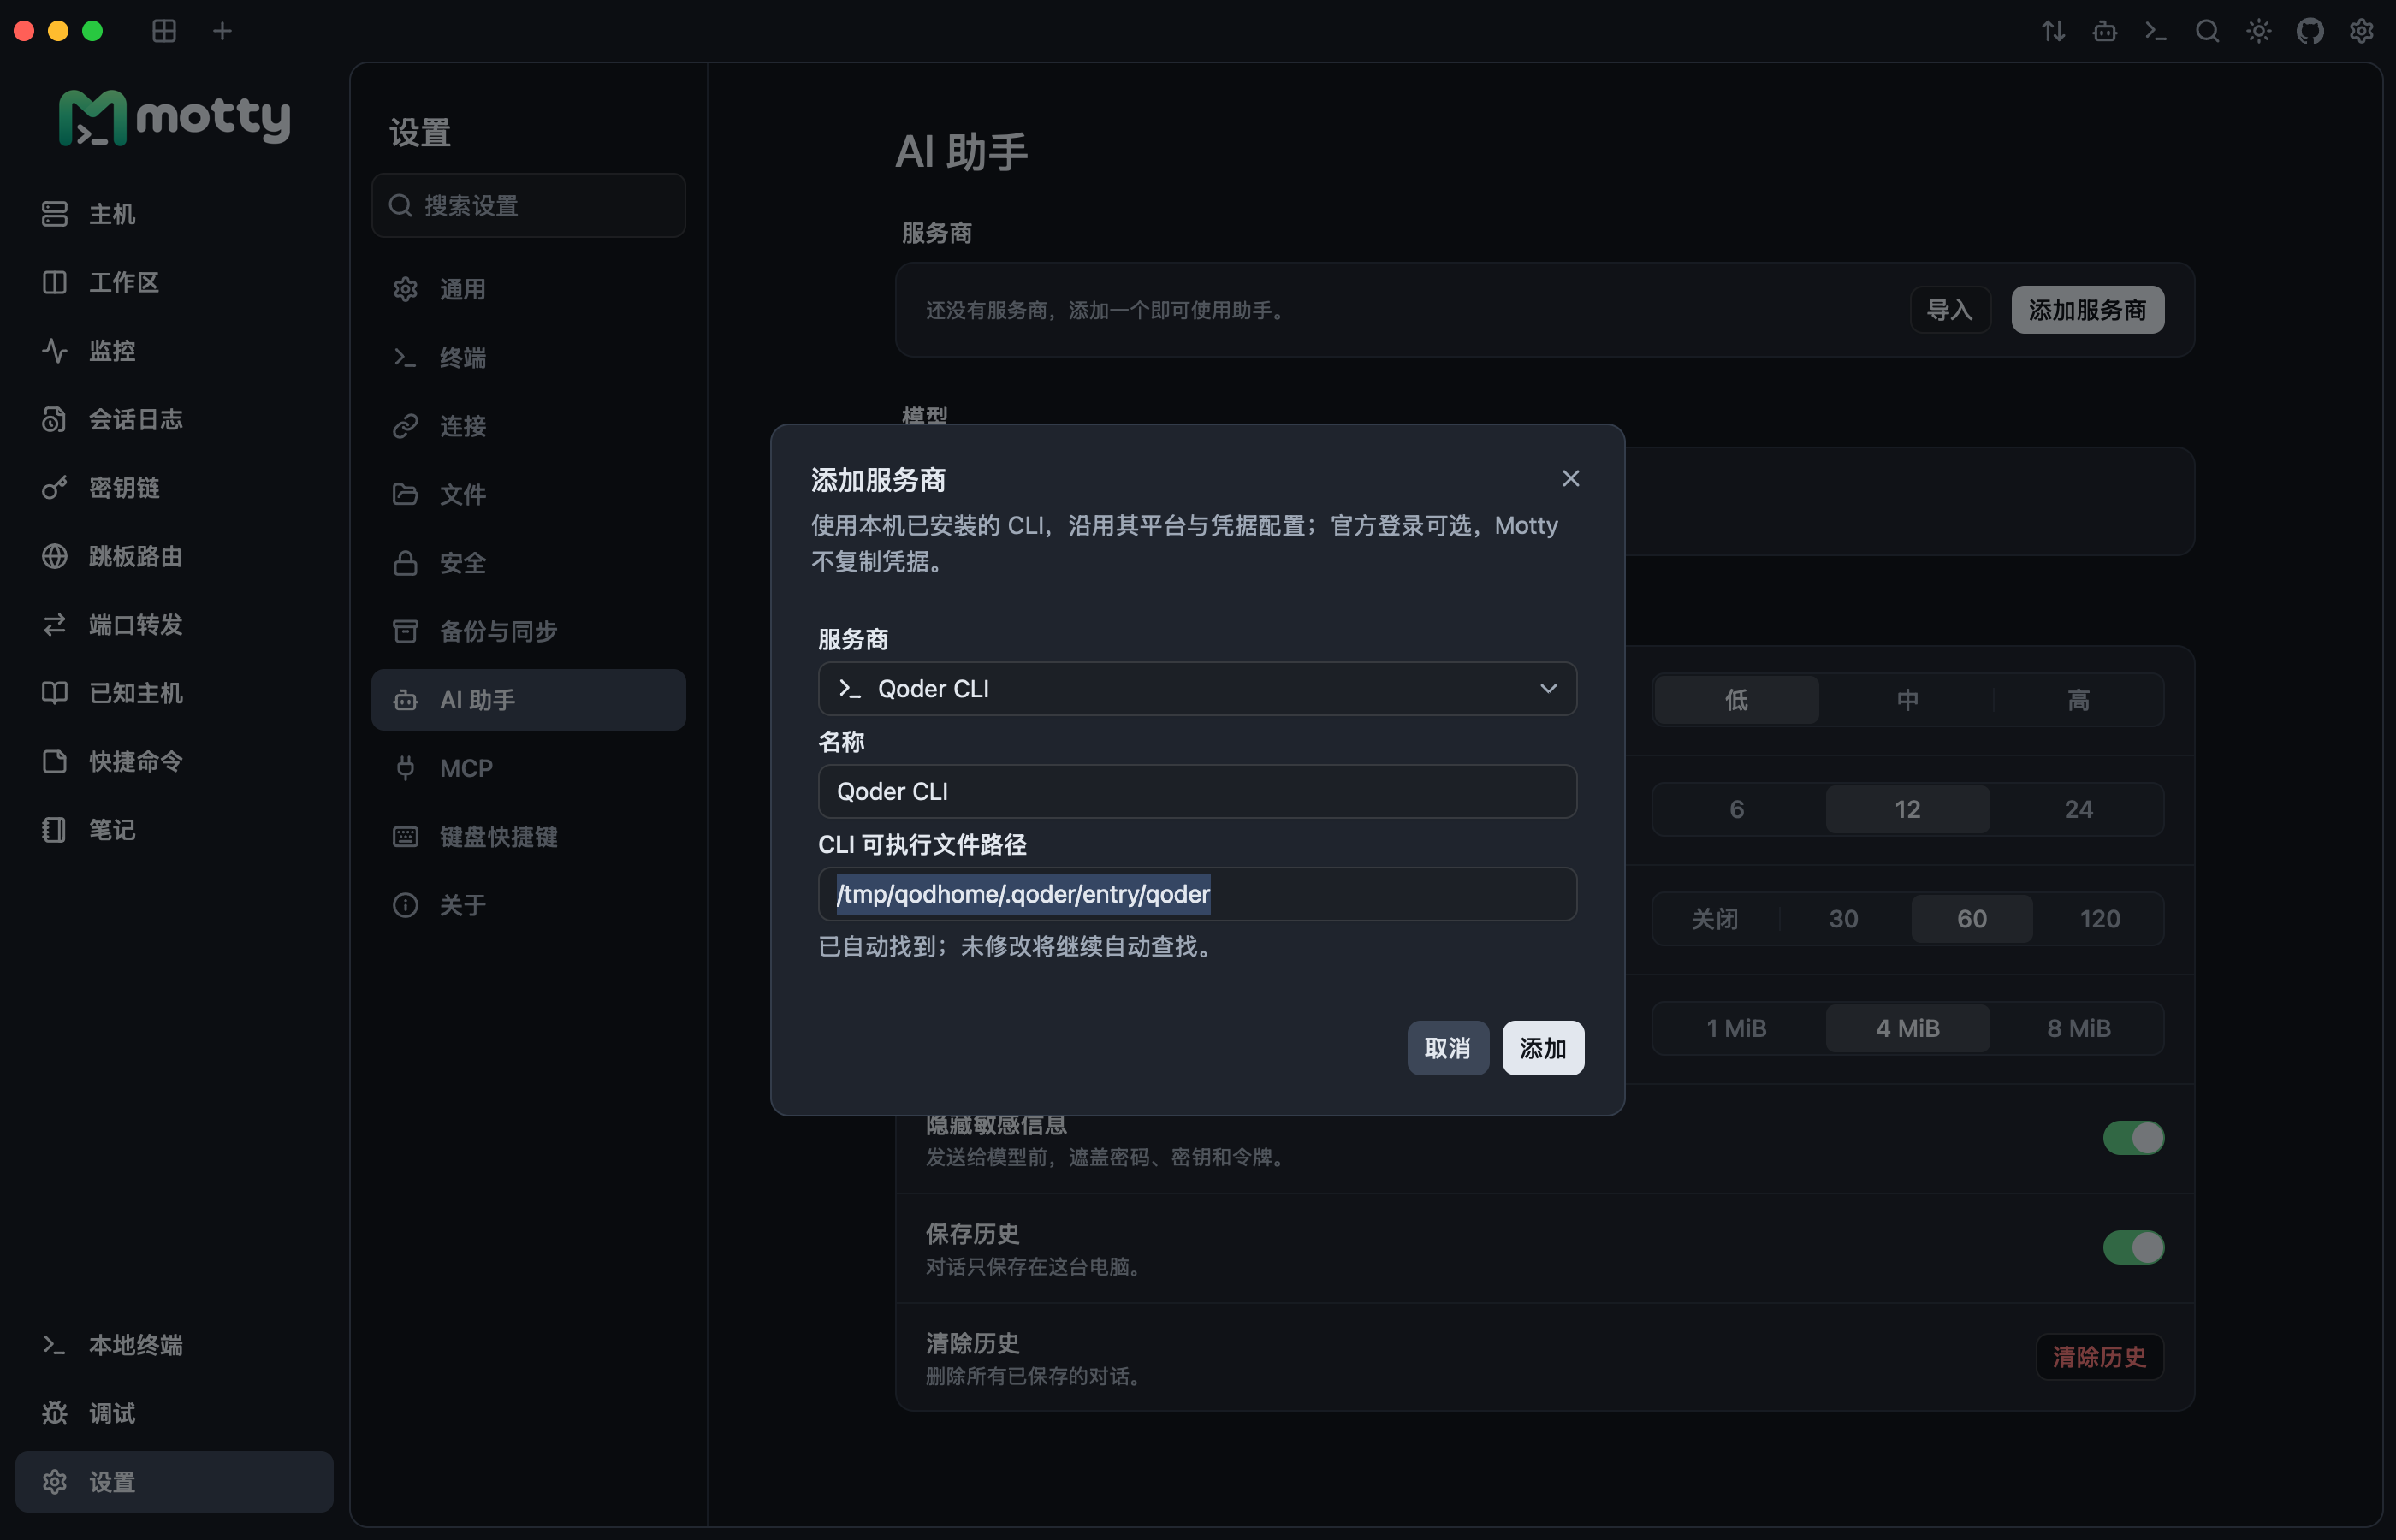 motty
主机
工作区
监控
会话日志
密钥链
跳板路由
端口转发
已知主机
快捷命令
笔记
本地终端
调试
设置
设置
搜索设置
通用
终端
连接
文件
安全
备份与同步
AI 助手
MCP
键盘快捷键
关于
AI 助手
服务商
还没有服务商，添加一个即可使用助手。
导入
添加服务商
模型
添加服务商
使用本机已安装的 CLI，沿用其平台与凭据配置；官方登录可选，Motty
不复制凭据。
服务商
Qoder CLI
名称
Qoder CLI
CLI 可执行文件路径
/tmp/qodhome/.qoder/entry/qoder
已自动找到；未修改将继续自动查找。
取消
添加
低
中
高
6
12
24
关闭
30
60
120
1 MiB
4 MiB
8 MiB
隐藏敏感信息
发送给模型前，遮盖密码、密钥和令牌。
保存历史
对话只保存在这台电脑。
清除历史
删除所有已保存的对话。
清除历史